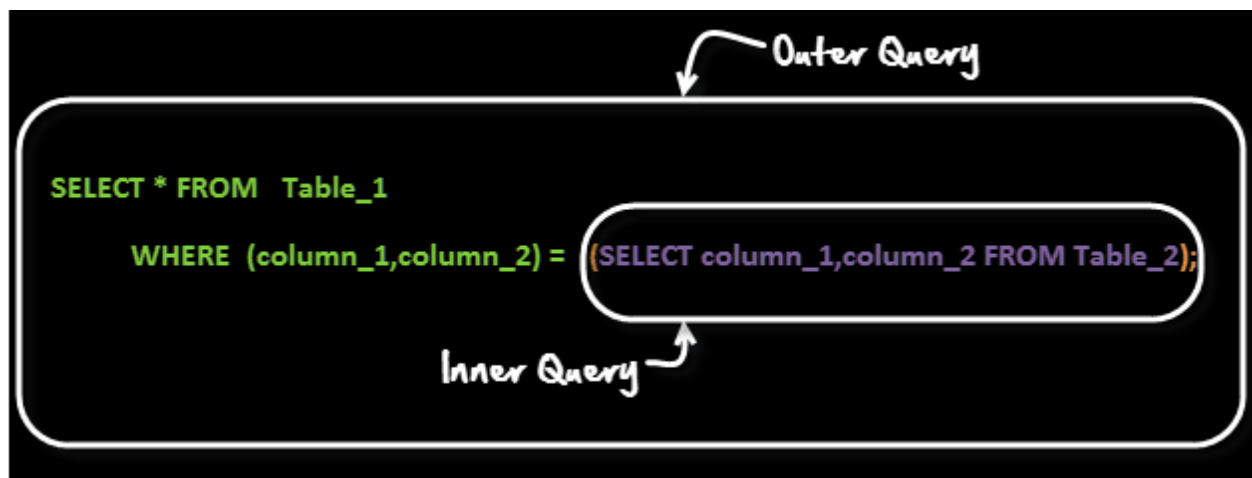 Outer Query
SELECT * FROM Table_1
WHERE (column_1,column_2) = (SELECT column_1,column_2 FROM Table_2);
Inner Query